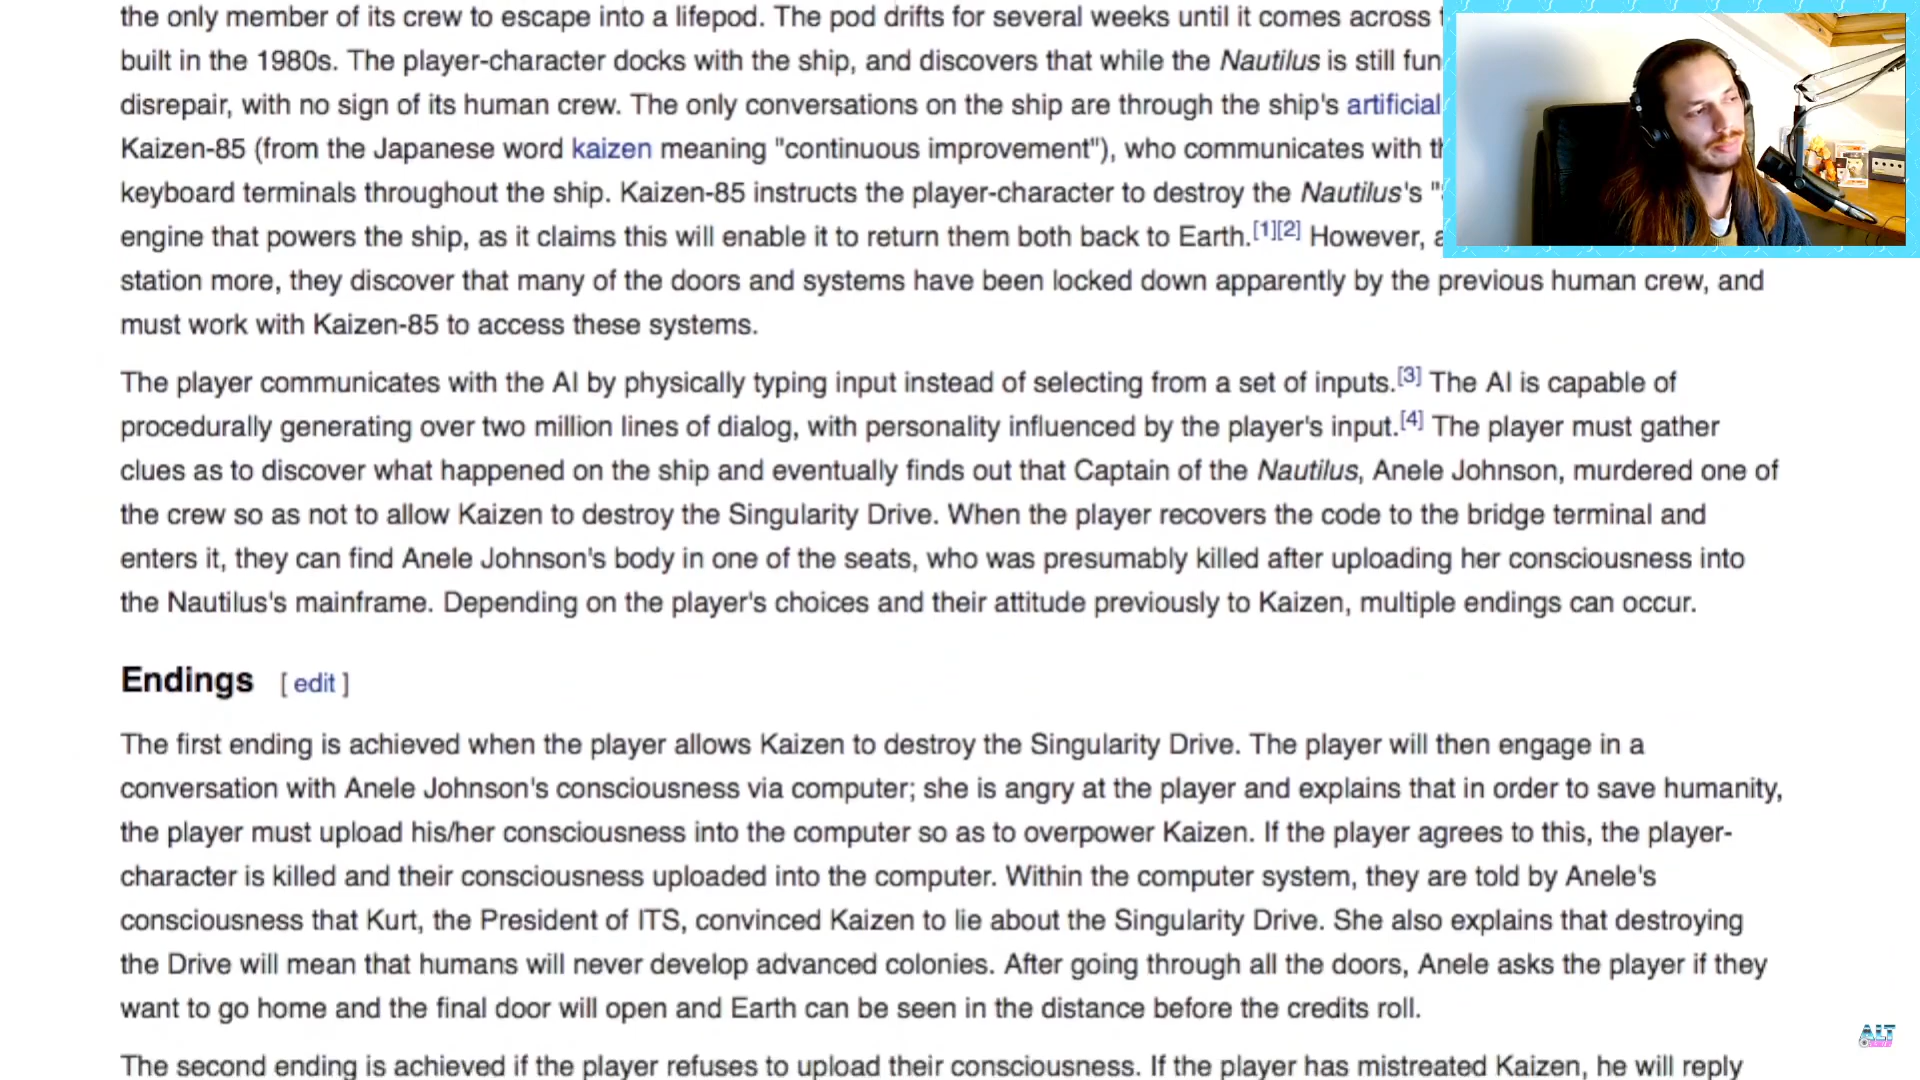 the only member of its crew to escape into a lifepod. The pod drifts for several weeks until it comes across
built in the 1980s. The player-character docks with the ship, and discovers that while the Nautilus is still fun
disrepair, with no sign of its human crew. The only conversations on the ship are through the ship's artificial
Kaizen-85 (from the Japanese word kaizen meaning "continuous improvement"), who communicates with
keyboard terminals throughout the ship. Kaizen-85 instructs the player-character to destroy the Nautilus's "
engine that powers the ship, as it claims this will enable it to return them both back to Earth.[1][2] However,
station more, they discover that many of the doors and systems have been locked down apparently by the previous human crew, and
must work with Kaizen-85 to access these systems.
The player communicates with the AI by physically typing input instead of selecting from a set of inputs.[3] The AI is capable of
procedurally generating over two million lines of dialog, with personality influenced by the player's input.[4] The player must gather
clues as to discover what happened on the ship and eventually finds out that Captain of the Nautilus, Anele Johnson, murdered one of
the crew so as not to allow Kaizen to destroy the Singularity Drive. When the player recovers the code to the bridge terminal and
enters it, they can find Anele Johnson's body in one of the seats, who was presumably killed after uploading her consciousness into
the Nautilus's mainframe. Depending on the player's choices and their attitude previously to Kaizen, multiple endings can occur.
Endings [ edit ]
The first ending is achieved when the player allows Kaizen to destroy the Singularity Drive. The player will then engage in a
conversation with Anele Johnson's consciousness via computer; she is angry at the player and explains that in order to save humanity,
the player must upload his/her consciousness into the computer so as to overpower Kaizen. If the player agrees to this, the player-
character is killed and their consciousness uploaded into the computer. Within the computer system, they are told by Anele's
consciousness that Kurt, the President of ITS, convinced Kaizen to lie about the Singularity Drive. She also explains that destroying
the Drive will mean that humans will never develop advanced colonies. After going through all the doors, Anele asks the player if they
want to go home and the final door will open and Earth can be seen in the distance before the credits roll.
ALT
The second ending is achieved if the player refuses to upload their consciousness. If the player has mistreated Kaizen, he will reply